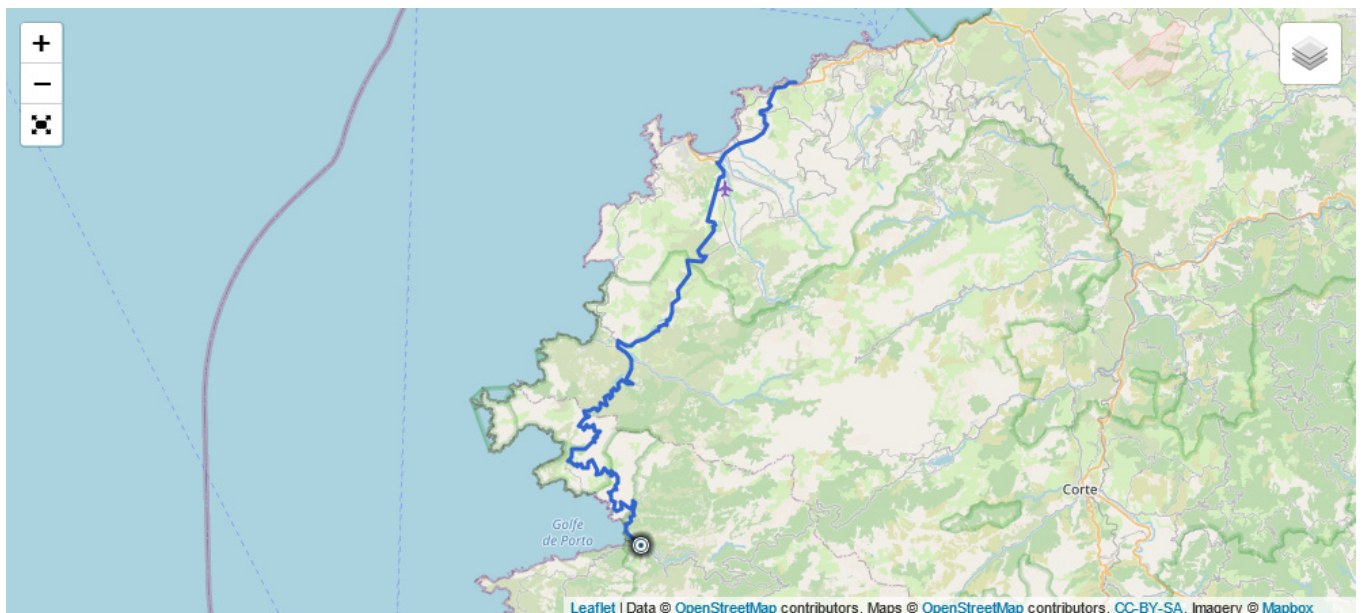 +
−
Corte
Golfe
de Porto
Leaflet | Data © OpenStreetMap contributors, Maps © OpenStreetMap contributors, CC-BY-SA, Imagery © Mapbox